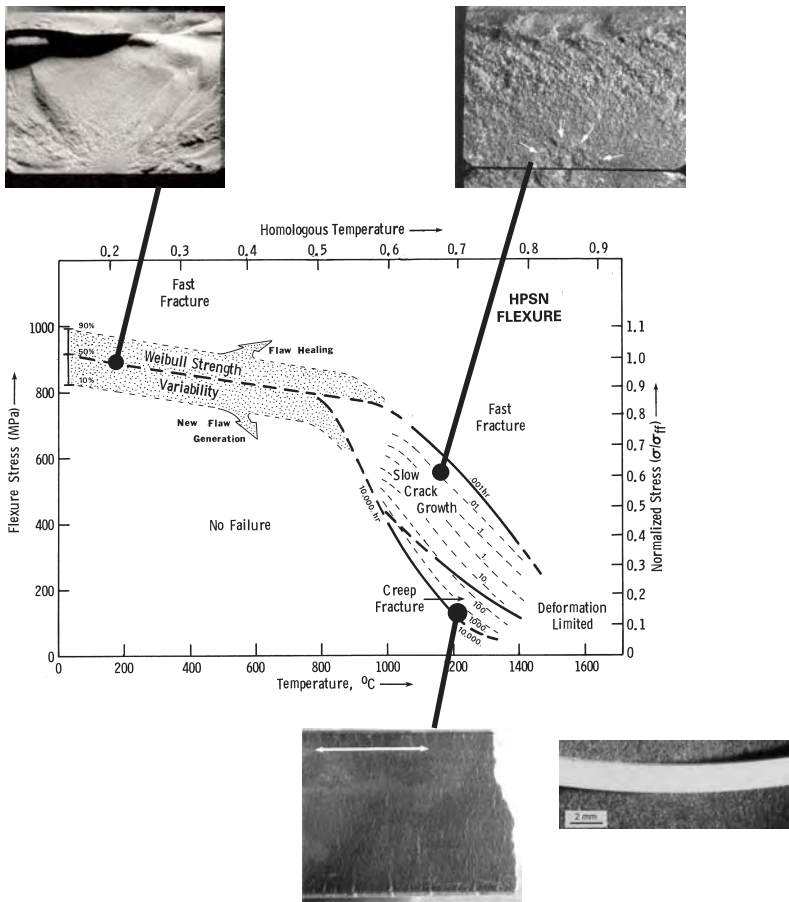 Homologous Temperature
0.2 0.3 0.4 0.5 0.6 0.7 0.8 0.9
Fast
Fracture
HPSN
FLEXURE
1000
800
600
400
200
0
Flexure Stress (MPa)
90%
50%
10%
Weibull Strength
Variability
Flaw Healing
New Flaw
Generation
Fast
Fracture
Slow
Crack
Growth
No Failure
10,000. hr
.001hr
.01
.1
1.
10.
100.
1000.
10,000.
Creep
Fracture
Deformation
Limited
1.1
1.0
0.9
0.8
0.7
0.6
0.5
0.4
0.3
0.2
0.1
0
Normalized Stress (σ/σff)
0 200 400 600 800 1000 1200 1400 1600
Temperature, °C
2 mm